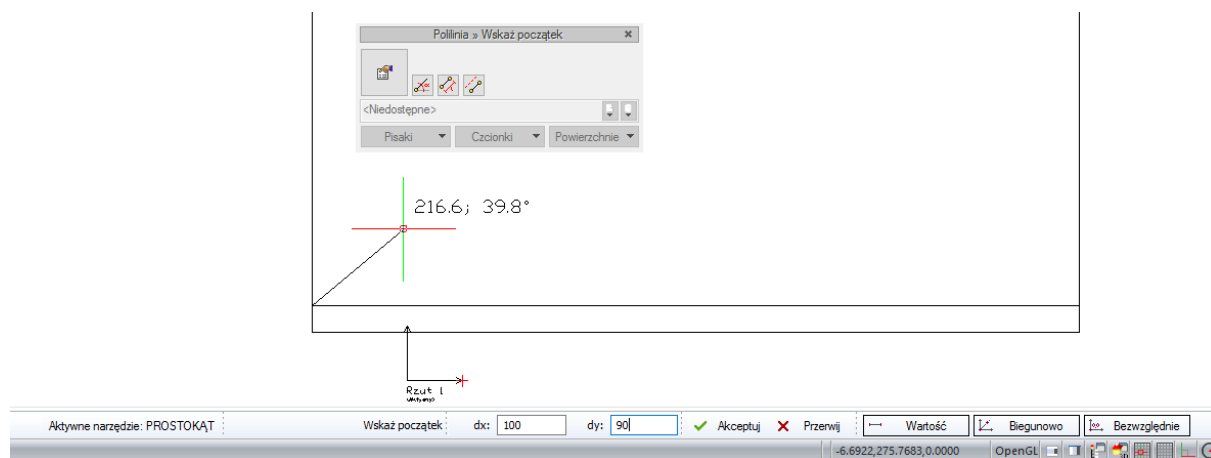 Polilinia » Wskaż początek
<Niedostępne>
Pisaki Czcionki Powierzchnie
216.6; 39.8°
Rzut 1
Aktywne narzędzie: PROSTOKĄT Wskaż początek dx: 100 dy: 90 Akceptuj Przerwij Wartość Biegunowo Bezwzględnie
-6.6922,275.7683,0.0000 OpenGL